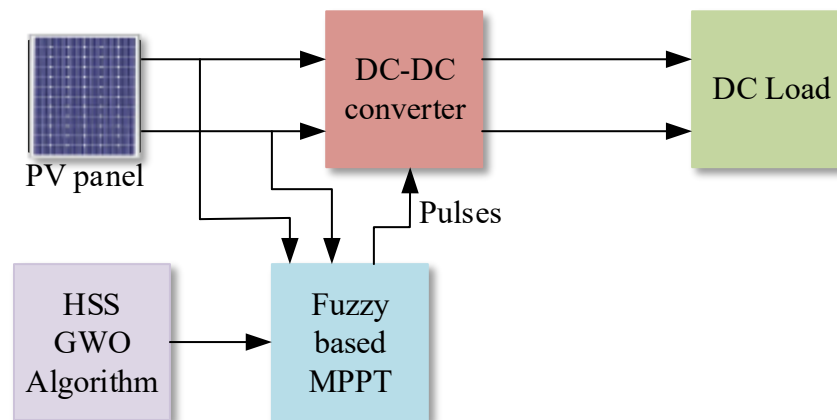 DC-DC
converter
DC Load
PV panel
Pulses
HSS
GWO
Algorithm
Fuzzy
based
MPPT